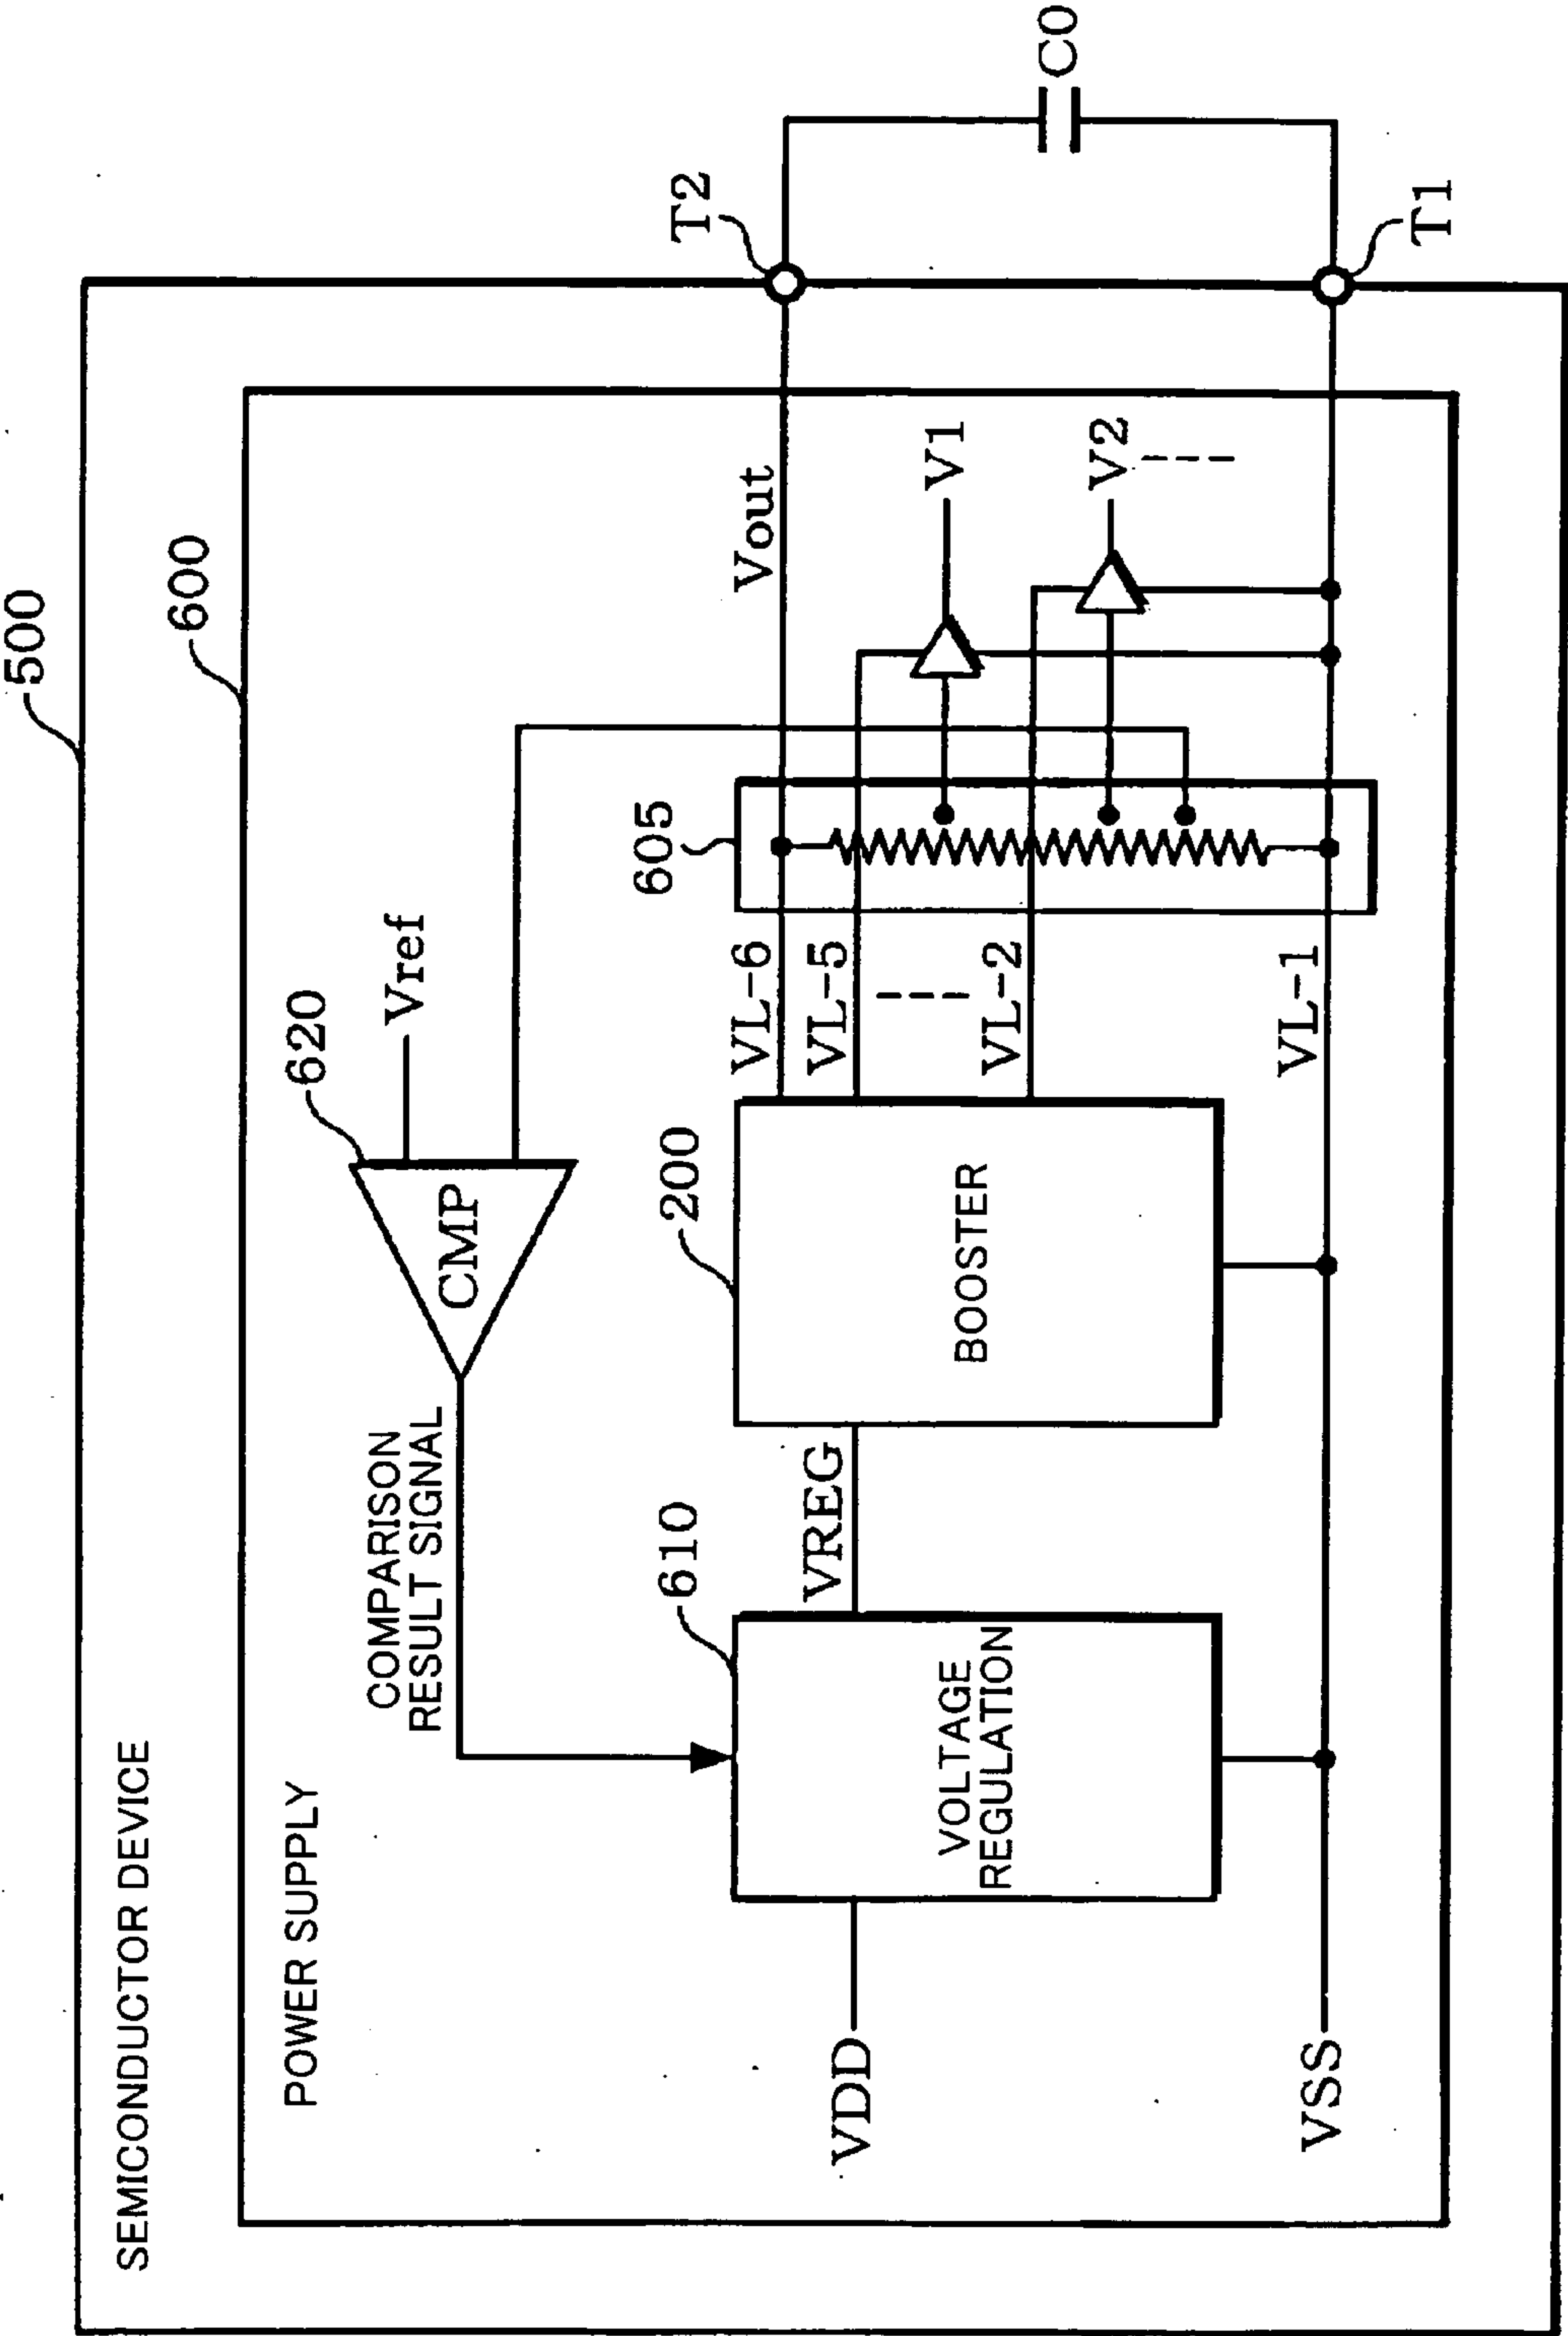 500
SEMICONDUCTOR DEVICE
600
POWER SUPPLY
620
Vref
COMPARISON
RESULT SIGNAL
CMP
605
T2
610
200
Vout
VL-6
VDD
VREG
VL-5
V1
VOLTAGE
REGULATION
BOOSTER
VL-2
V2
C0
VSS
VL-1
T1